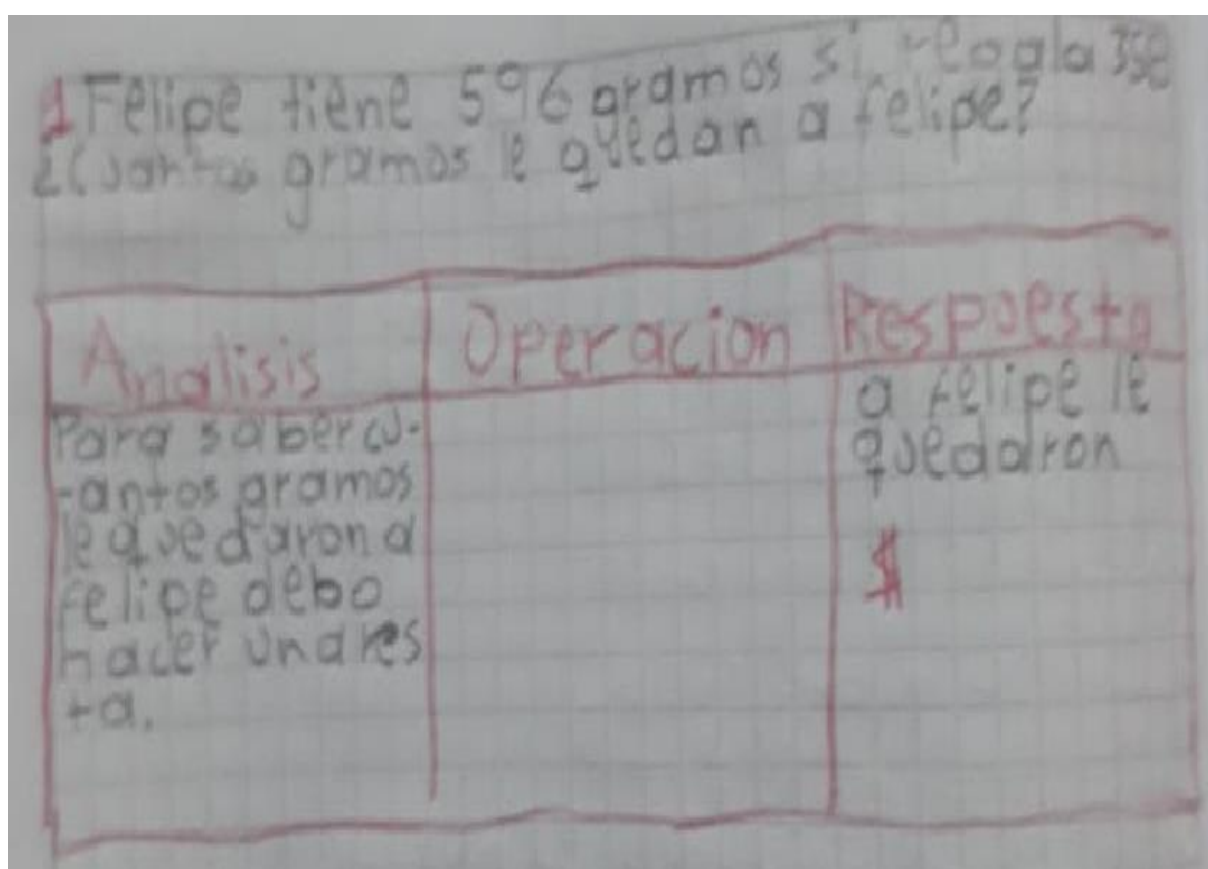 1 Felipe tiene 596 gramos si regala 358
¿Cuantos gramos le quedan a felipe?
Analisis
Operacion
Respuesta
Para saber cu-
-antos gramos
le quedaron a
felipe debo
hacer una res
ta.
a felipe le
quedaron
$